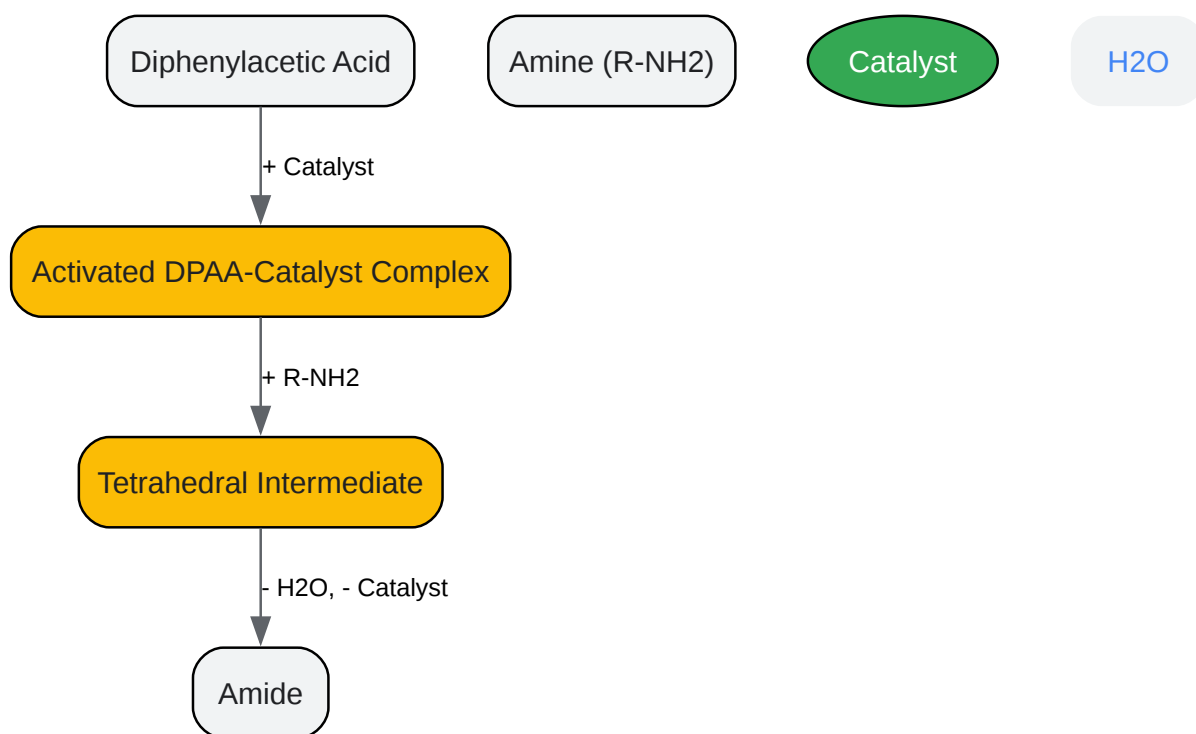 Diphenylacetic Acid
Amine (R-NH2)
Catalyst
H2O
+ Catalyst
Activated DPAA-Catalyst Complex
+ R-NH2
Tetrahedral Intermediate
- H2O, - Catalyst
Amide